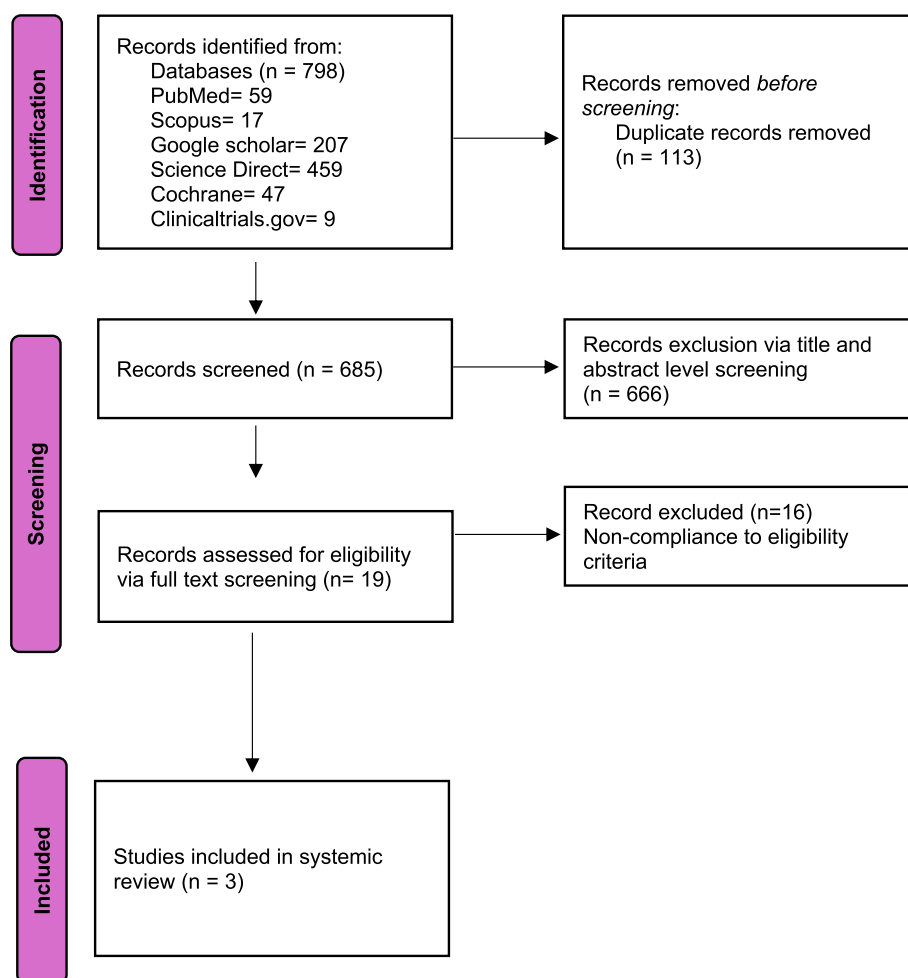 Identification
Records identified from:
Databases (n = 798)
PubMed= 59
Scopus= 17
Google scholar= 207
Science Direct= 459
Cochrane= 47
Clinicaltrials.gov= 9
Records removed before
screening:
Duplicate records removed
(n = 113)
Screening
Records screened (n = 685)
Records exclusion via title and
abstract level screening
(n = 666)
Records assessed for eligibility
via full text screening (n= 19)
Record excluded (n=16)
Non-compliance to eligibility
criteria
Included
Studies included in systemic
review (n = 3)